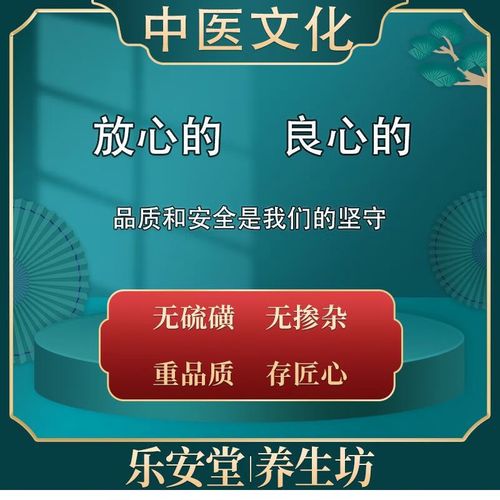 中医文化
放心的 良心的
品质和安全是我们的坚守
无硫磺 无掺杂
重品质 存匠心
乐安堂|养生坊